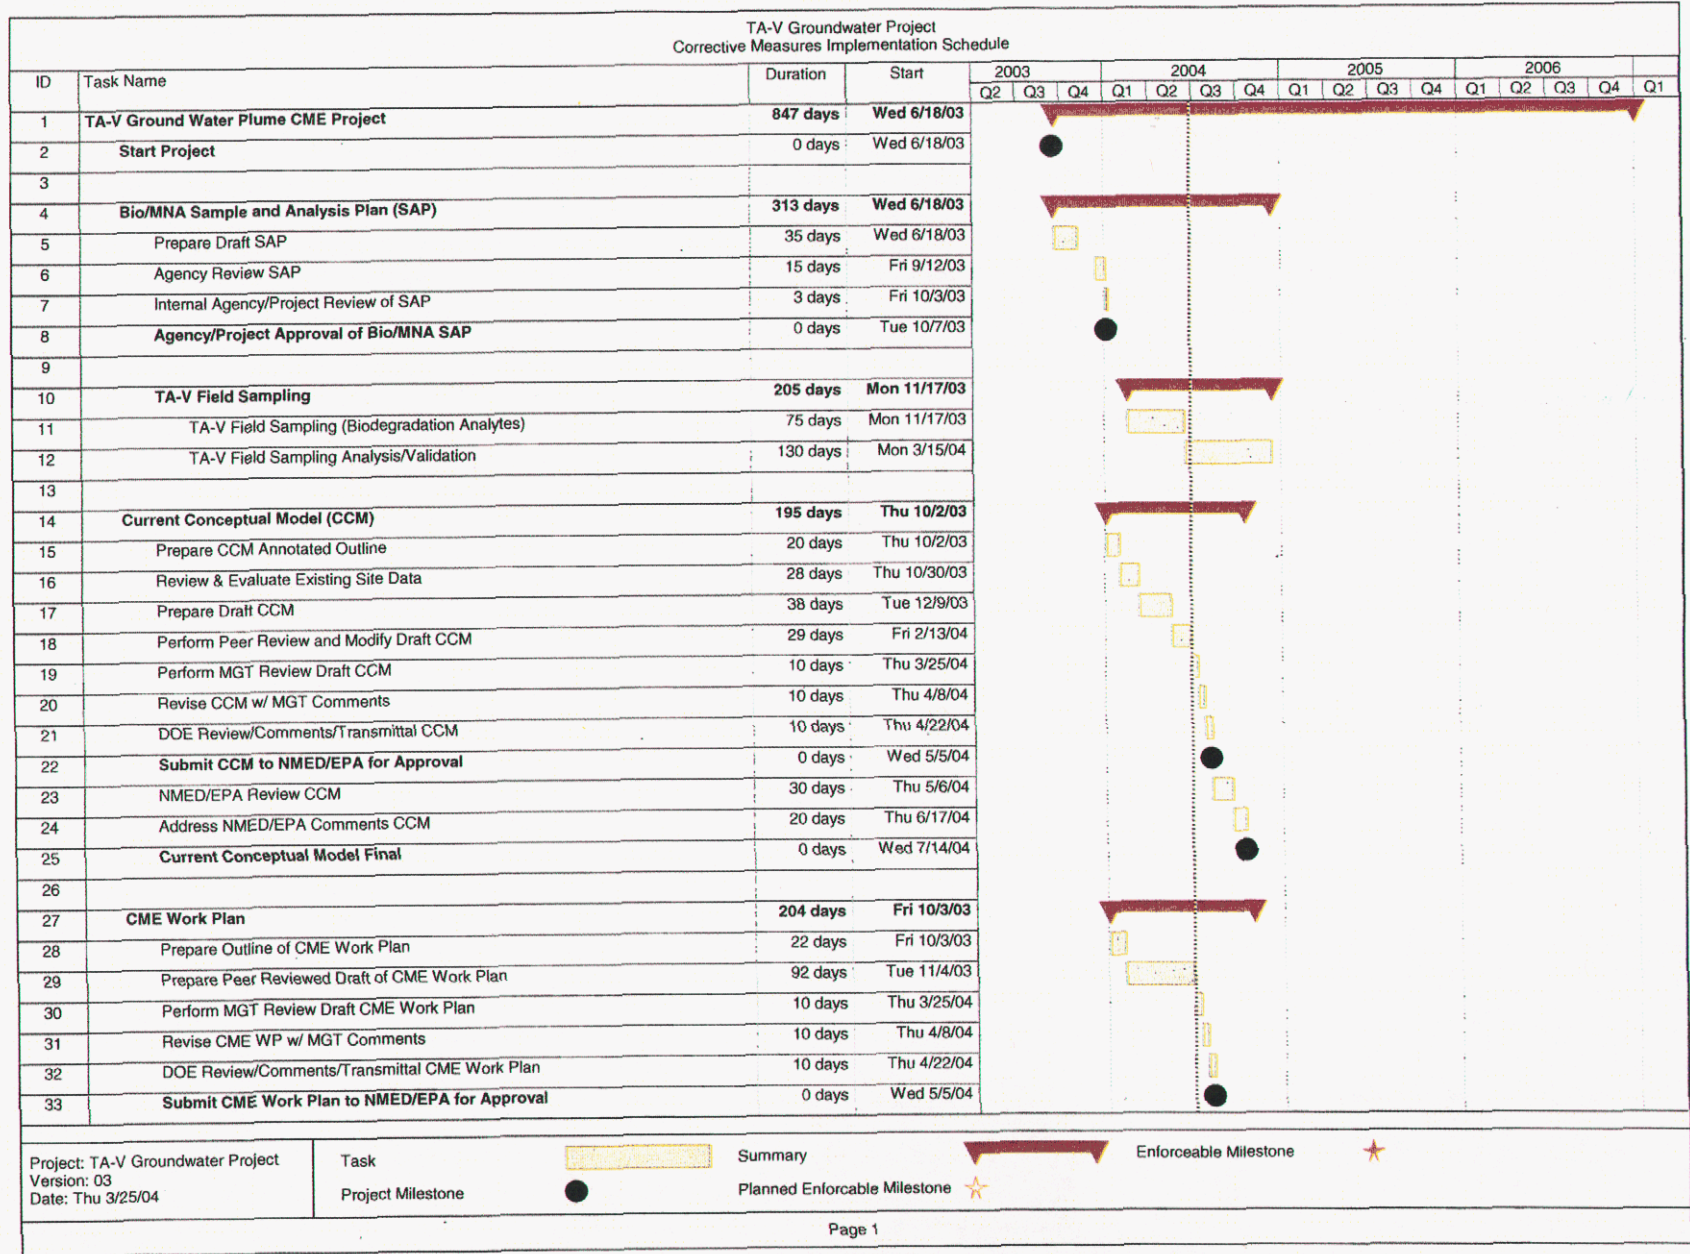 TA-V Groundwater Project
Corrective Measures Implementation Schedule
ID Task Name Duration Start 2003 2004 2005 2006
Q2 Q3 Q4 Q1 Q2 Q3 Q4 Q1 Q2 Q3 Q4 Q1 Q2 Q3 Q4 Q1
1 TA-V Ground Water Plume CME Project 847 days Wed 6/18/03
2 Start Project 0 days Wed 6/18/03
3
4 Bio/MNA Sample and Analysis Plan (SAP) 313 days Wed 6/18/03
5 Prepare Draft SAP 35 days Wed 6/18/03
6 Agency Review SAP 15 days Fri 9/12/03
7 Internal Agency/Project Review of SAP 3 days Fri 10/3/03
8 Agency/Project Approval of Bio/MNA SAP 0 days Tue 10/7/03
9
10 TA-V Field Sampling 205 days Mon 11/17/03
11 TA-V Field Sampling (Biodegradation Analytes) 75 days Mon 11/17/03
12 TA-V Field Sampling Analysis/Validation 130 days Mon 3/15/04
13
14 Current Conceptual Model (CCM) 195 days Thu 10/2/03
15 Prepare CCM Annotated Outline 20 days Thu 10/2/03
16 Review & Evaluate Existing Site Data 28 days Thu 10/30/03
17 Prepare Draft CCM 38 days Tue 12/9/03
18 Perform Peer Review and Modify Draft CCM 29 days Fri 2/13/04
19 Perform MGT Review Draft CCM 10 days Thu 3/25/04
20 Revise CCM w/ MGT Comments 10 days Thu 4/8/04
21 DOE Review/Comments/Transmittal CCM 10 days Thu 4/22/04
22 Submit CCM to NMED/EPA for Approval 0 days Wed 5/5/04
23 NMED/EPA Review CCM 30 days Thu 5/6/04
24 Address NMED/EPA Comments CCM 20 days Thu 6/17/04
25 Current Conceptual Model Final 0 days Wed 7/14/04
26
27 CME Work Plan 204 days Fri 10/3/03
28 Prepare Outline of CME Work Plan 22 days Fri 10/3/03
29 Prepare Peer Reviewed Draft of CME Work Plan 92 days Tue 11/4/03
30 Perform MGT Review Draft CME Work Plan 10 days Thu 3/25/04
31 Revise CME WP w/ MGT Comments 10 days Thu 4/8/04
32 DOE Review/Comments/Transmittal CME Work Plan 10 days Thu 4/22/04
33 Submit CME Work Plan to NMED/EPA for Approval 0 days Wed 5/5/04
Project: TA-V Groundwater Project
Version: 03
Date: Thu 3/25/04
Task Summary Enforceable Milestone
Project Milestone Planned Enforcable Milestone
Page 1